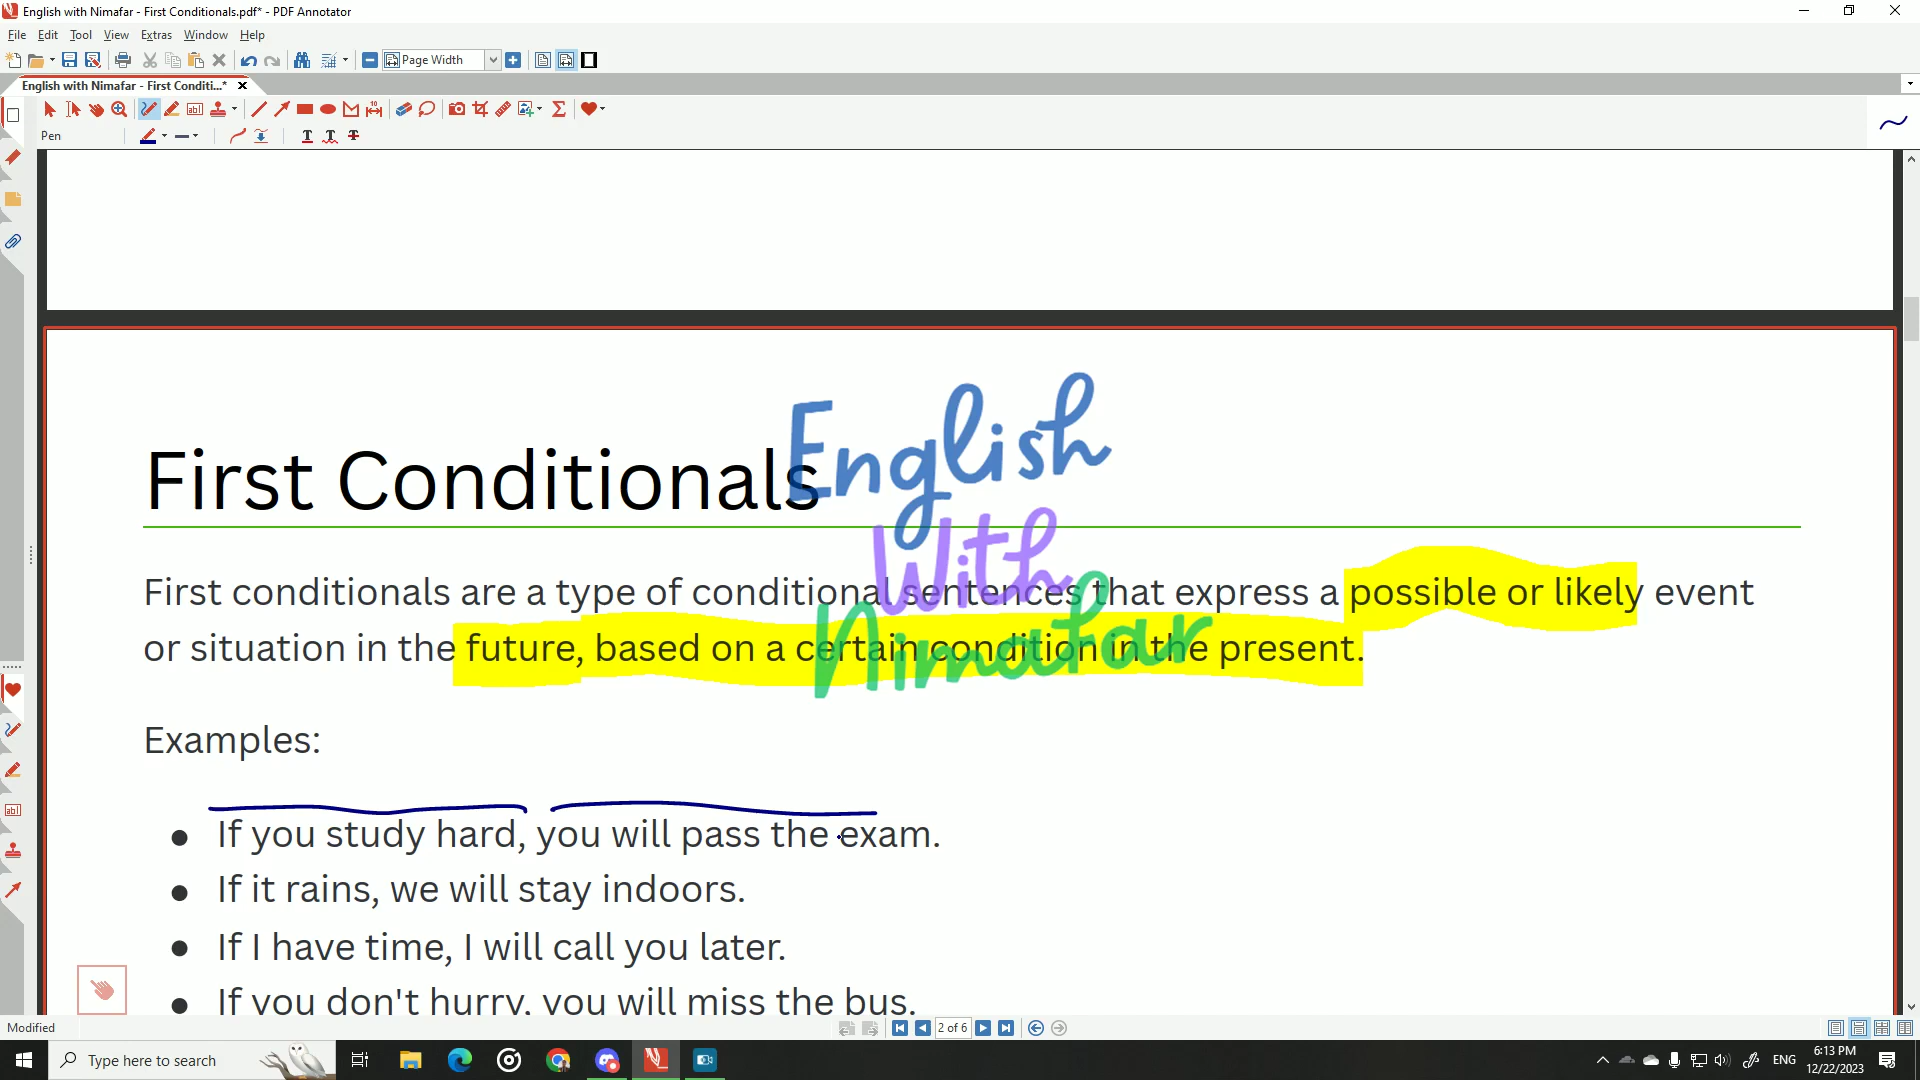 English with Nimafar - First Conditionals.pdf* - PDF Annotator
File Edit Tool View Extras Window Help
Page Width
English with Nimafar - First Conditi...*
Pen
First Conditionals
English
With
Nimafar
First conditionals are a type of conditional sentences that express a possible or likely event
or situation in the future, based on a certain condition in the present.
Examples:
● If you study hard, you will pass the exam.
● If it rains, we will stay indoors.
● If I have time, I will call you later.
● If you don't hurry, you will miss the bus.
Modified
2 of 6
Type here to search
ENG
6:13 PM
12/22/2023